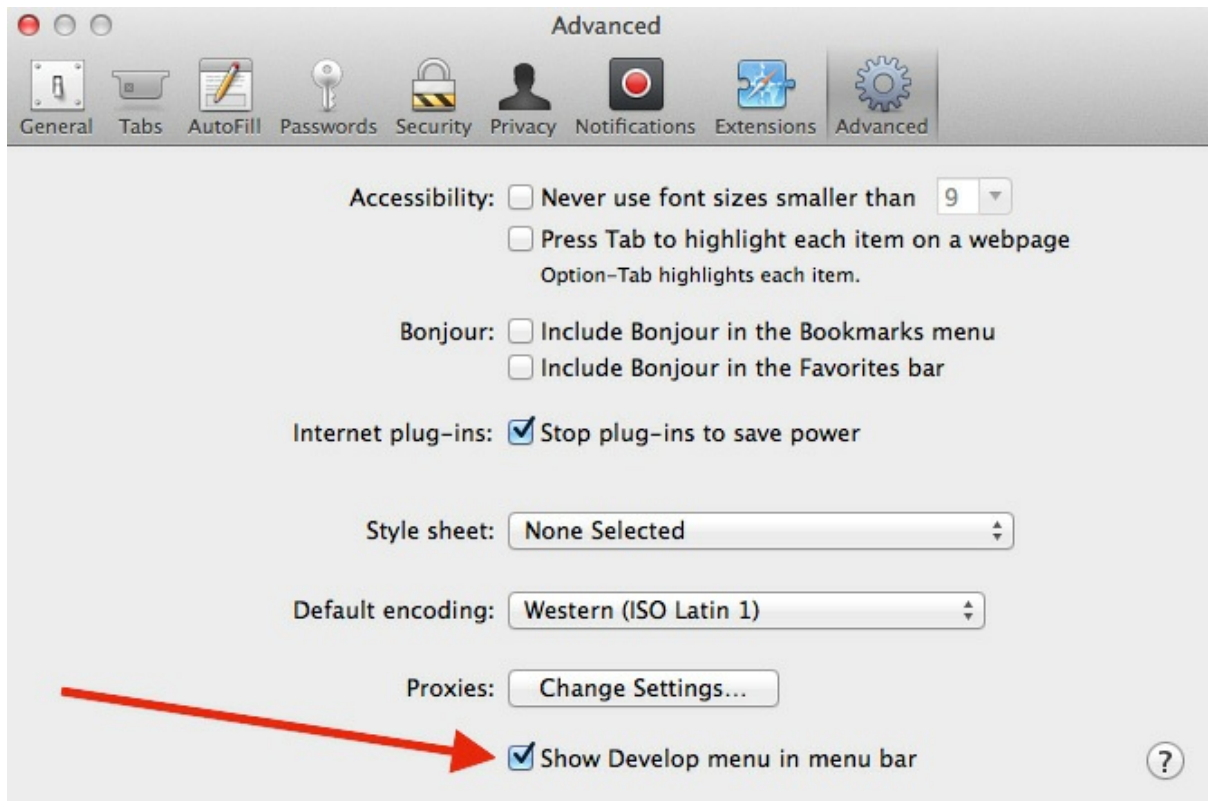 Advanced
General Tabs AutoFill Passwords Security Privacy Notifications Extensions Advanced
Accessibility: Never use font sizes smaller than 9
Press Tab to highlight each item on a webpage
Option-Tab highlights each item.
Bonjour: Include Bonjour in the Bookmarks menu
Include Bonjour in the Favorites bar
Internet plug-ins: Stop plug-ins to save power
Style sheet: None Selected
Default encoding: Western (ISO Latin 1)
Proxies: Change Settings...
Show Develop menu in menu bar ?